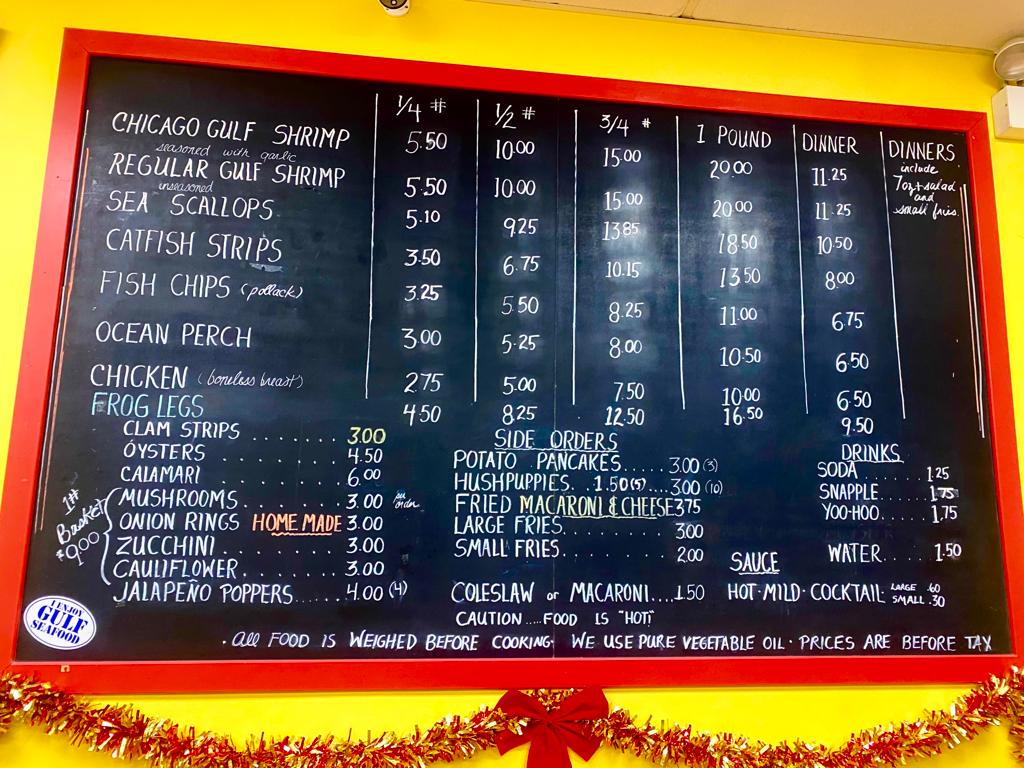 1/4 # 1/2 # 3/4 # 1 POUND DINNER DINNERS
include
7oz + salad
and
small fries.
CHICAGO GULF SHRIMP 5.50 10.00 15.00 20.00 11.25
seasoned with garlic
REGULAR GULF SHRIMP 5.50 10.00 15.00 20.00 11.25
unseasoned
SEA SCALLOPS 5.10 9.25 13.85 18.50 10.50
CATFISH STRIPS 3.50 6.75 10.15 13.50 8.00
FISH CHIPS (pollack) 3.25 5.50 8.25 11.00 6.75
OCEAN PERCH 3.00 5.25 8.00 10.50 6.50
CHICKEN (boneless breast) 2.75 5.00 7.50 10.00 6.50
FROG LEGS 4.50 8.25 12.50 16.50 9.50
CLAM STRIPS ........ 3.00
OYSTERS ........ 4.50
CALAMARI ........ 6.00
MUSHROOMS ........ 3.00 per order
ONION RINGS HOME MADE 3.00
ZUCCHINI ........ 3.00
CAULIFLOWER ........ 3.00
JALAPEÑO POPPERS ..... 4.00 (4)
1# Basket $9.00
SIDE ORDERS
POTATO PANCAKES..... 3.00 (3)
HUSHPUPPIES.. 1.50 (5) .... 3.00 (10)
FRIED MACARONI & CHEESE 3.75
LARGE FRIES......... 3.00
SMALL FRIES......... 2.00
COLESLAW or MACARONI.... 1.50
CAUTION ....FOOD IS "HOT!"
DRINKS
SODA ........ 1.25
SNAPPLE ..... 1.75
YOO-HOO..... 1.75
WATER..... 1.50
SAUCE
HOT·MILD·COCKTAIL LARGE .60
SMALL .30
I ENJOY
GULF
SEAFOOD
· All FOOD IS WEIGHED BEFORE COOKING · WE USE PURE VEGETABLE OIL · PRICES ARE BEFORE TAX